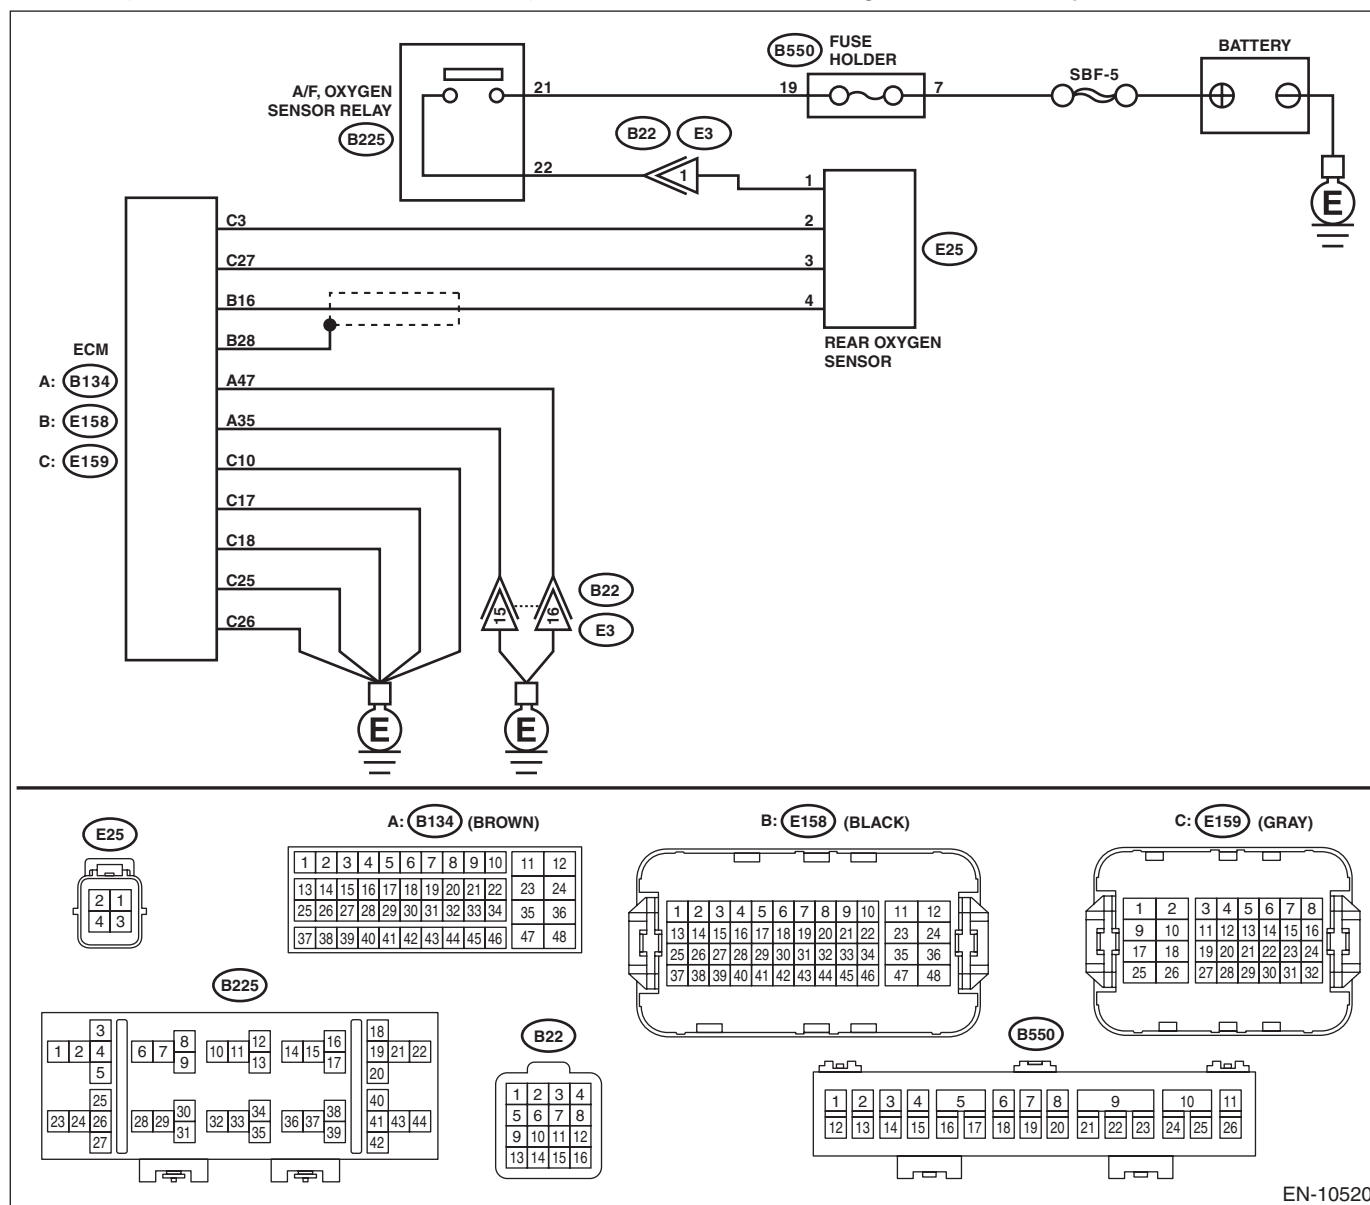 B550 FUSE HOLDER
BATTERY
SBF-5
A/F, OXYGEN SENSOR RELAY
B225
21
19
7
B22 E3
22
1
1
C3
2
C27
3
E25
B16
4
B28
REAR OXYGEN SENSOR
E
ECM
A: B134
B: E158
C: E159
A47
A35
C10
C17
C18
C25
C26
15
16
B22
E3
E
E
E25
2 1
4 3
A: B134 (BROWN)
1 2 3 4 5 6 7 8 9 10 11 12
13 14 15 16 17 18 19 20 21 22 23 24
25 26 27 28 29 30 31 32 33 34 35 36
37 38 39 40 41 42 43 44 45 46 47 48
B: E158 (BLACK)
1 2 3 4 5 6 7 8 9 10 11 12
13 14 15 16 17 18 19 20 21 22 23 24
25 26 27 28 29 30 31 32 33 34 35 36
37 38 39 40 41 42 43 44 45 46 47 48
C: E159 (GRAY)
1 2 3 4 5 6 7 8
9 10 11 12 13 14 15 16
17 18 19 20 21 22 23 24
25 26 27 28 29 30 31 32
B225
1 2 3 4 5 6 7 8 9 10 11 12 13 14 15 16 17 18 19 20 21 22
23 24 25 26 27 28 29 30 31 32 33 34 35 36 37 38 39 40 41 42 43 44
B22
1 2 3 4
5 6 7 8
9 10 11 12
13 14 15 16
B550
1 2 3 4 5 6 7 8 9 10 11
12 13 14 15 16 17 18 19 20 21 22 23 24 25 26
EN-10520